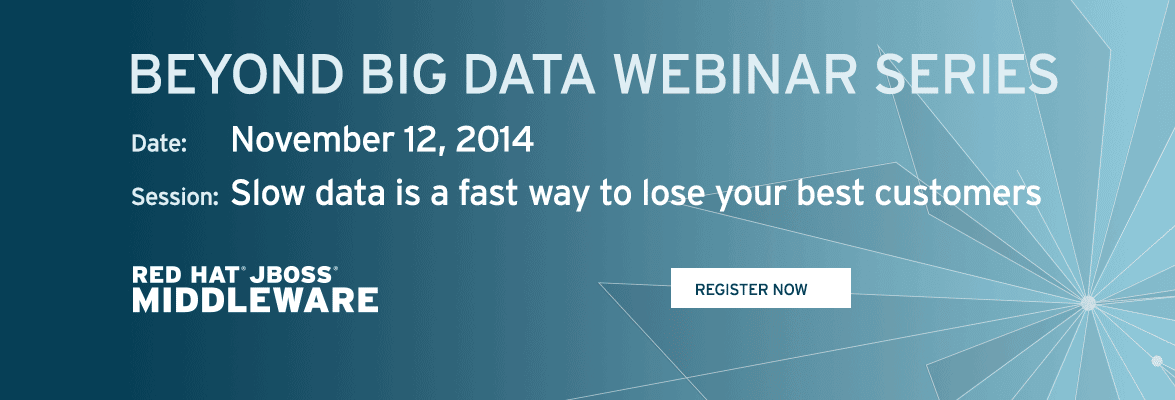 BEYOND BIG DATA WEBINAR SERIES
Date: November 12, 2014
Session: Slow data is a fast way to lose your best customers
RED HAT® JBOSS®
MIDDLEWARE
REGISTER NOW